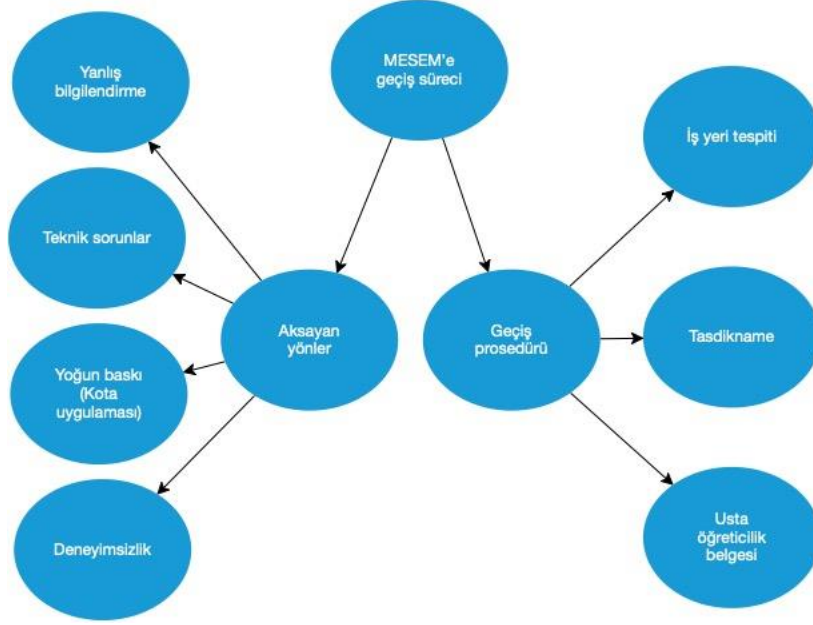 MESEM'e
geçiş süreci
Yanlış
bilgilendirme
İş yeri tespiti
Teknik sorunlar
Aksayan
yönler
Geçiş
prosedürü
Tasdikname
Yoğun baskı
(Kota
uygulaması)
Deneyimsizlik
Usta
öğreticilik
belgesi